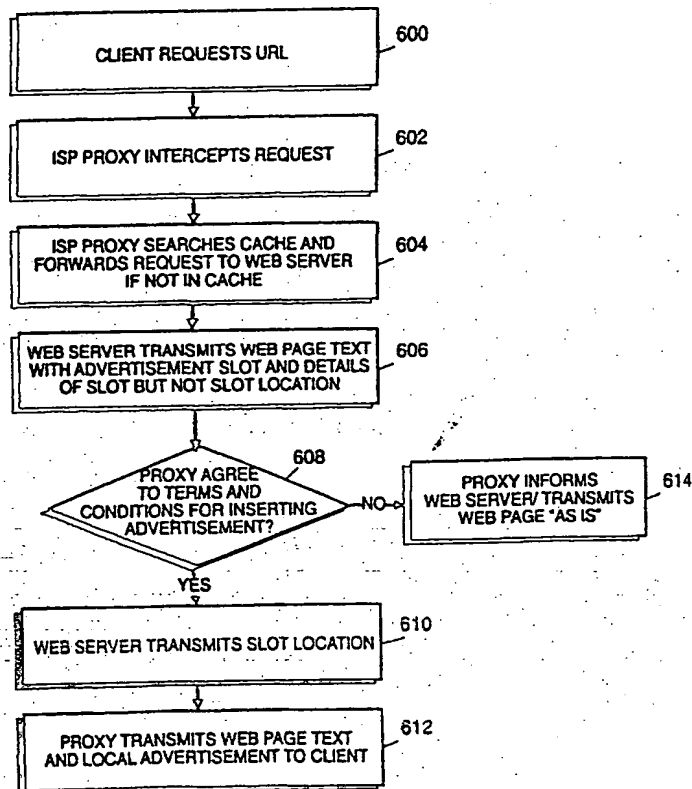 CLIENT REQUESTS URL
600
ISP PROXY INTERCEPTS REQUEST
602
ISP PROXY SEARCHES CACHE AND
FORWARDS REQUEST TO WEB SERVER
IF NOT IN CACHE
604
WEB SERVER TRANSMITS WEB PAGE TEXT
WITH ADVERTISEMENT SLOT AND DETAILS
OF SLOT BUT NOT SLOT LOCATION
606
608
PROXY AGREE
TO TERMS AND
CONDITIONS FOR INSERTING
ADVERTISEMENT?
NO
PROXY INFORMS
WEB SERVER/ TRANSMITS
WEB PAGE "AS IS"
614
YES
WEB SERVER TRANSMITS SLOT LOCATION
610
PROXY TRANSMITS WEB PAGE TEXT
AND LOCAL ADVERTISEMENT TO CLIENT
612